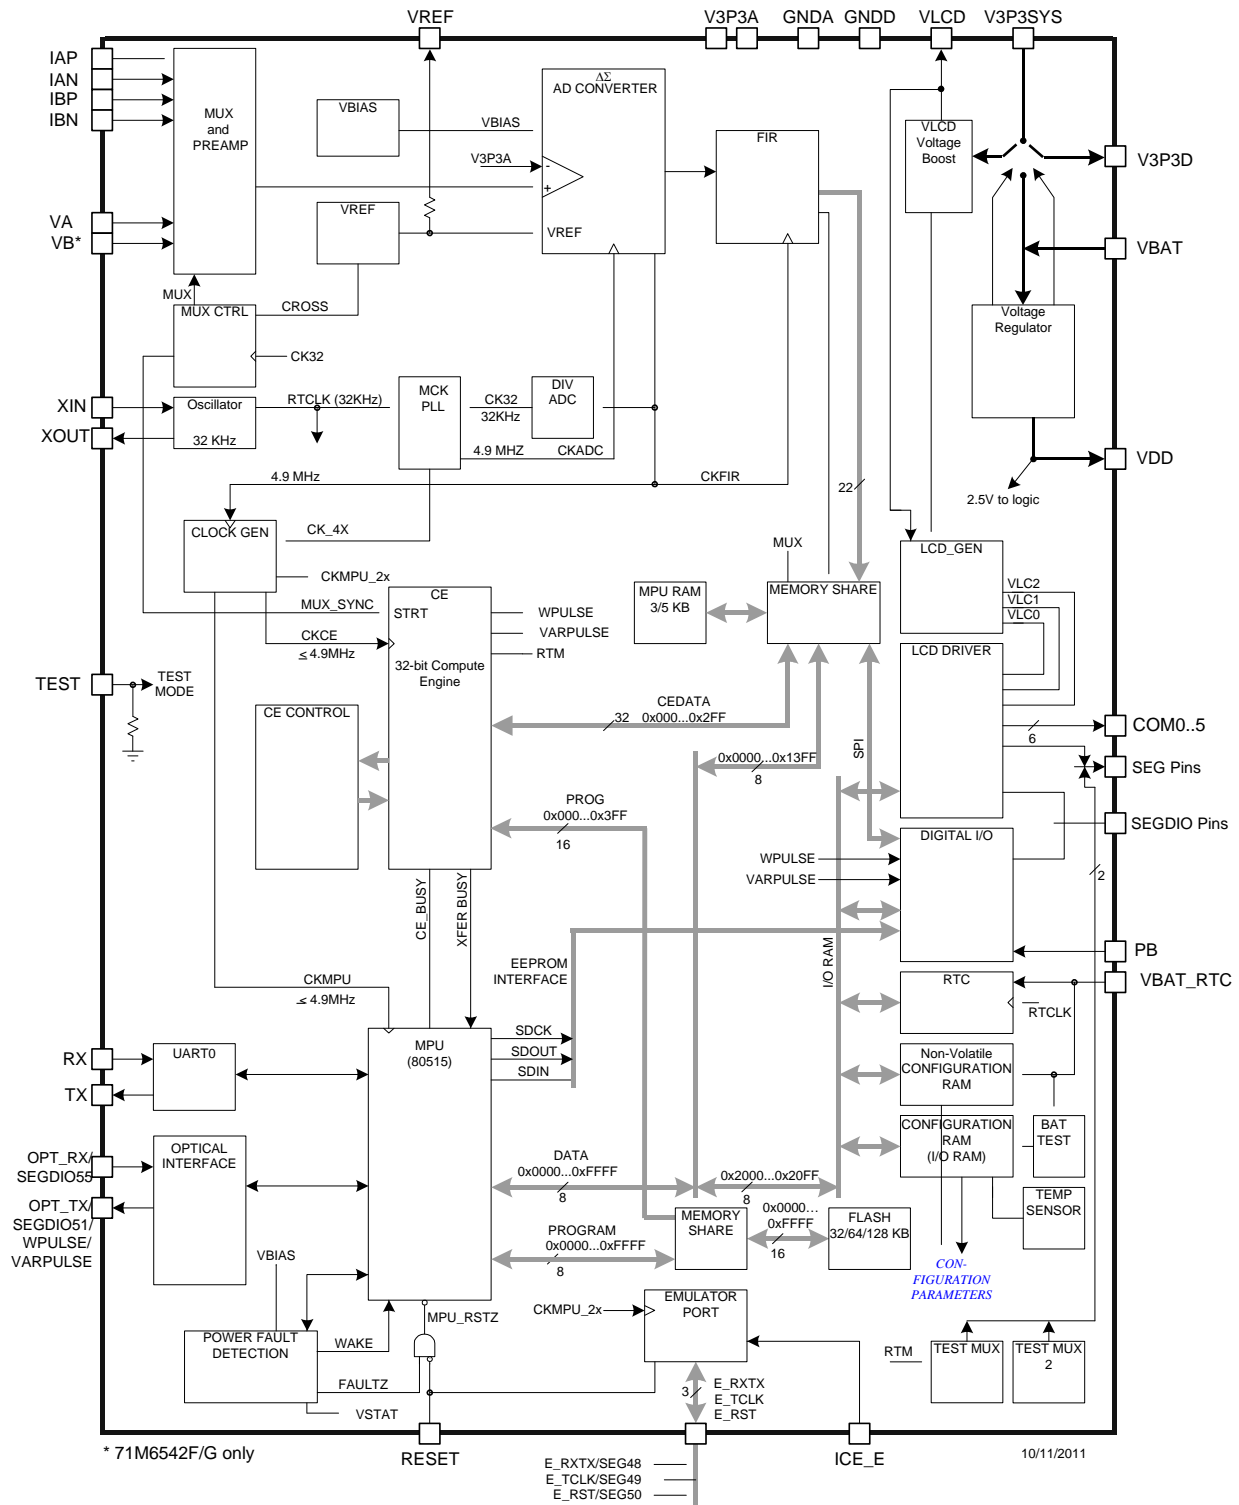 VREF
V3P3A
GNDA
GNDD
VLCD
V3P3SYS
IAP
IAN
IBP
IBN
VA
VB*
MUX
and
PREAMP
VBIAS
VBIAS
ΔΣ
AD CONVERTER
V3P3A
-
+
VREF
VREF
FIR
VLCD
Voltage
Boost
V3P3D
VBAT
Voltage
Regulator
MUX
MUX CTRL
CROSS
CK32
XIN
XOUT
Oscillator
32 KHz
RTCLK (32KHz)
MCK
PLL
CK32
32KHz
DIV
ADC
4.9 MHZ
CKADC
4.9 MHz
CKFIR
22
VDD
2.5V to logic
CLOCK GEN
CK_4X
CKMPU_2x
MUX_SYNC
CKCE
≤ 4.9MHz
CE
STRT
32-bit Compute
Engine
WPULSE
VARPULSE
RTM
MUX
MPU RAM
3/5 KB
MEMORY SHARE
LCD_GEN
VLC2
VLC1
VLC0
LCD DRIVER
TEST
TEST
MODE
CE CONTROL
CEDATA
32
0x000...0x2FF
0x0000...0x13FF
8
SPI
6
COM0..5
SEG Pins
SEGDIO Pins
PROG
0x000...0x3FF
16
DIGITAL I/O
WPULSE
VARPULSE
2
CE_BUSY
XFER BUSY
EEPROM
INTERFACE
I/O RAM
PB
VBAT_RTC
CKMPU
≤ 4.9MHz
RTC
RTCLK
RX
TX
UART0
MPU
(80515)
SDCK
SDOUT
SDIN
Non-Volatile
CONFIGURATION
RAM
OPT_RX/
SEGDIO55
OPT_TX/
SEGDIO51/
WPULSE/
VARPULSE
OPTICAL
INTERFACE
CONFIGURATION
RAM
(I/O RAM)
BAT
TEST
DATA
0x0000...0xFFFF
8
0x2000...0x20FF
8
TEMP
SENSOR
PROGRAM
0x0000...0xFFFF
8
MEMORY
SHARE
0x0000...
0xFFFF
16
FLASH
32/64/128 KB
CON-
FIGURATION
PARAMETERS
VBIAS
POWER FAULT
DETECTION
WAKE
FAULTZ
VSTAT
MPU_RSTZ
CKMPU_2x
EMULATOR
PORT
3
E_RXTX
E_TCLK
E_RST
RTM
TEST MUX
TEST MUX
2
* 71M6542F/G only
RESET
ICE_E
10/11/2011
E_RXTX/SEG48
E_TCLK/SEG49
E_RST/SEG50